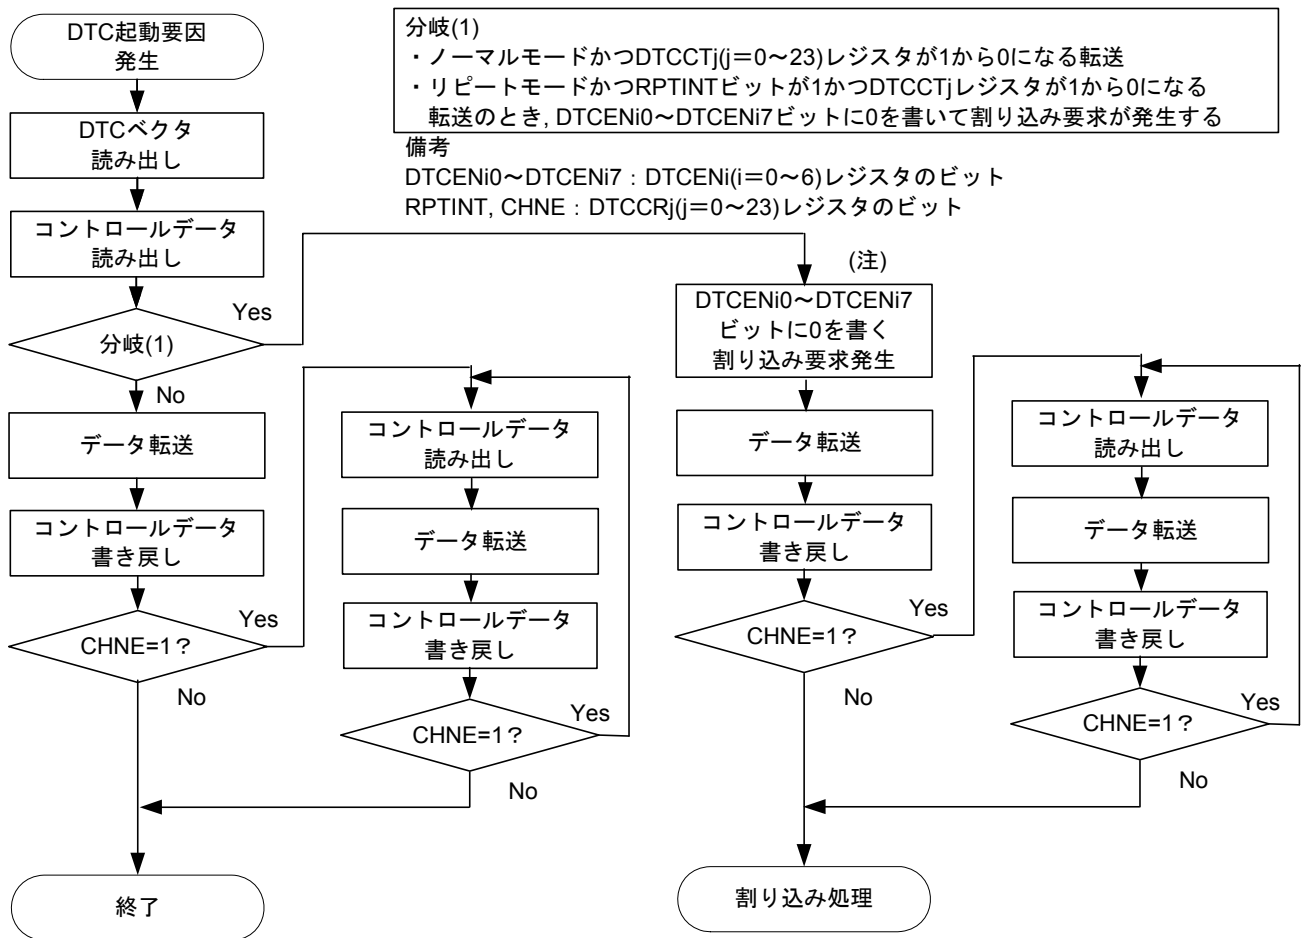 DTC起動要因
発生
分岐(1)
・ノーマルモードかつDTCCTj(j＝0～23)レジスタが1から0になる転送
・リピートモードかつRPTINTビットが1かつDTCCTjレジスタが1から0になる
転送のとき, DTCENi0～DTCENi7ビットに0を書いて割り込み要求が発生する
備考
DTCENi0～DTCENi7：DTCENi(i＝0～6)レジスタのビット
RPTINT, CHNE：DTCCRj(j＝0～23)レジスタのビット
DTCベクタ
読み出し
コントロールデータ
読み出し
分岐(1)
Yes
No
データ転送
コントロールデータ
書き戻し
CHNE=1？
Yes
No
コントロールデータ
読み出し
データ転送
コントロールデータ
書き戻し
CHNE=1？
Yes
No
終了
(注)
DTCENi0～DTCENi7
ビットに0を書く
割り込み要求発生
データ転送
コントロールデータ
書き戻し
CHNE=1？
Yes
No
コントロールデータ
読み出し
データ転送
コントロールデータ
書き戻し
CHNE=1？
Yes
No
割り込み処理